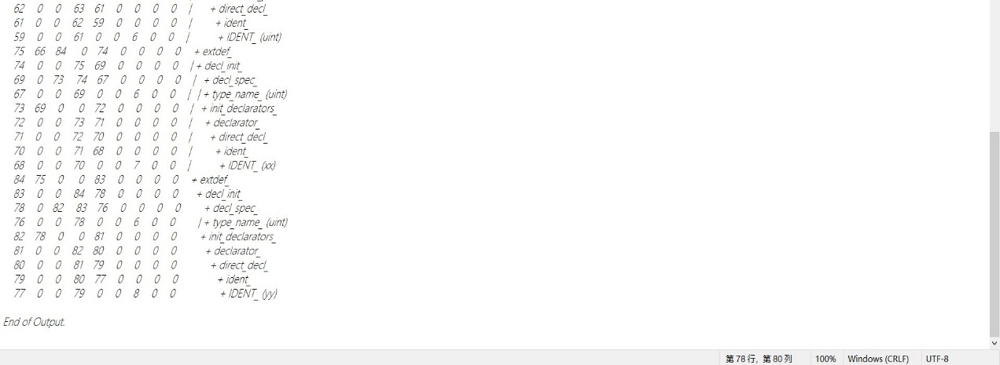 62 0 0 63 61 0 0 0 0 | + direct_decl_
61 0 0 62 59 0 0 0 0 | + ident_
59 0 0 61 0 0 6 0 0 | + IDENT_ (uint)
75 66 84 0 74 0 0 0 0 + extdef_
74 0 0 75 69 0 0 0 0 | + decl_init_
69 0 73 74 67 0 0 0 0 | + decl_spec_
67 0 0 69 0 0 6 0 0 | | + type_name_ (uint)
73 69 0 0 72 0 0 0 0 | + init_declarators_
72 0 0 73 71 0 0 0 0 | + declarator_
71 0 0 72 70 0 0 0 0 | + direct_decl_
70 0 0 71 68 0 0 0 0 | + ident_
68 0 0 70 0 0 7 0 0 | + IDENT_ (xx)
84 75 0 0 83 0 0 0 0 + extdef_
83 0 0 84 78 0 0 0 0 + decl_init_
78 0 82 83 76 0 0 0 0 + decl_spec_
76 0 0 78 0 0 6 0 0 | + type_name_ (uint)
82 78 0 0 81 0 0 0 0 + init_declarators_
81 0 0 82 80 0 0 0 0 + declarator_
80 0 0 81 79 0 0 0 0 + direct_decl_
79 0 0 80 77 0 0 0 0 + ident_
77 0 0 79 0 0 8 0 0 + IDENT_ (yy)
End of Output.
第 78 行, 第 80 列 100% Windows (CRLF) UTF-8